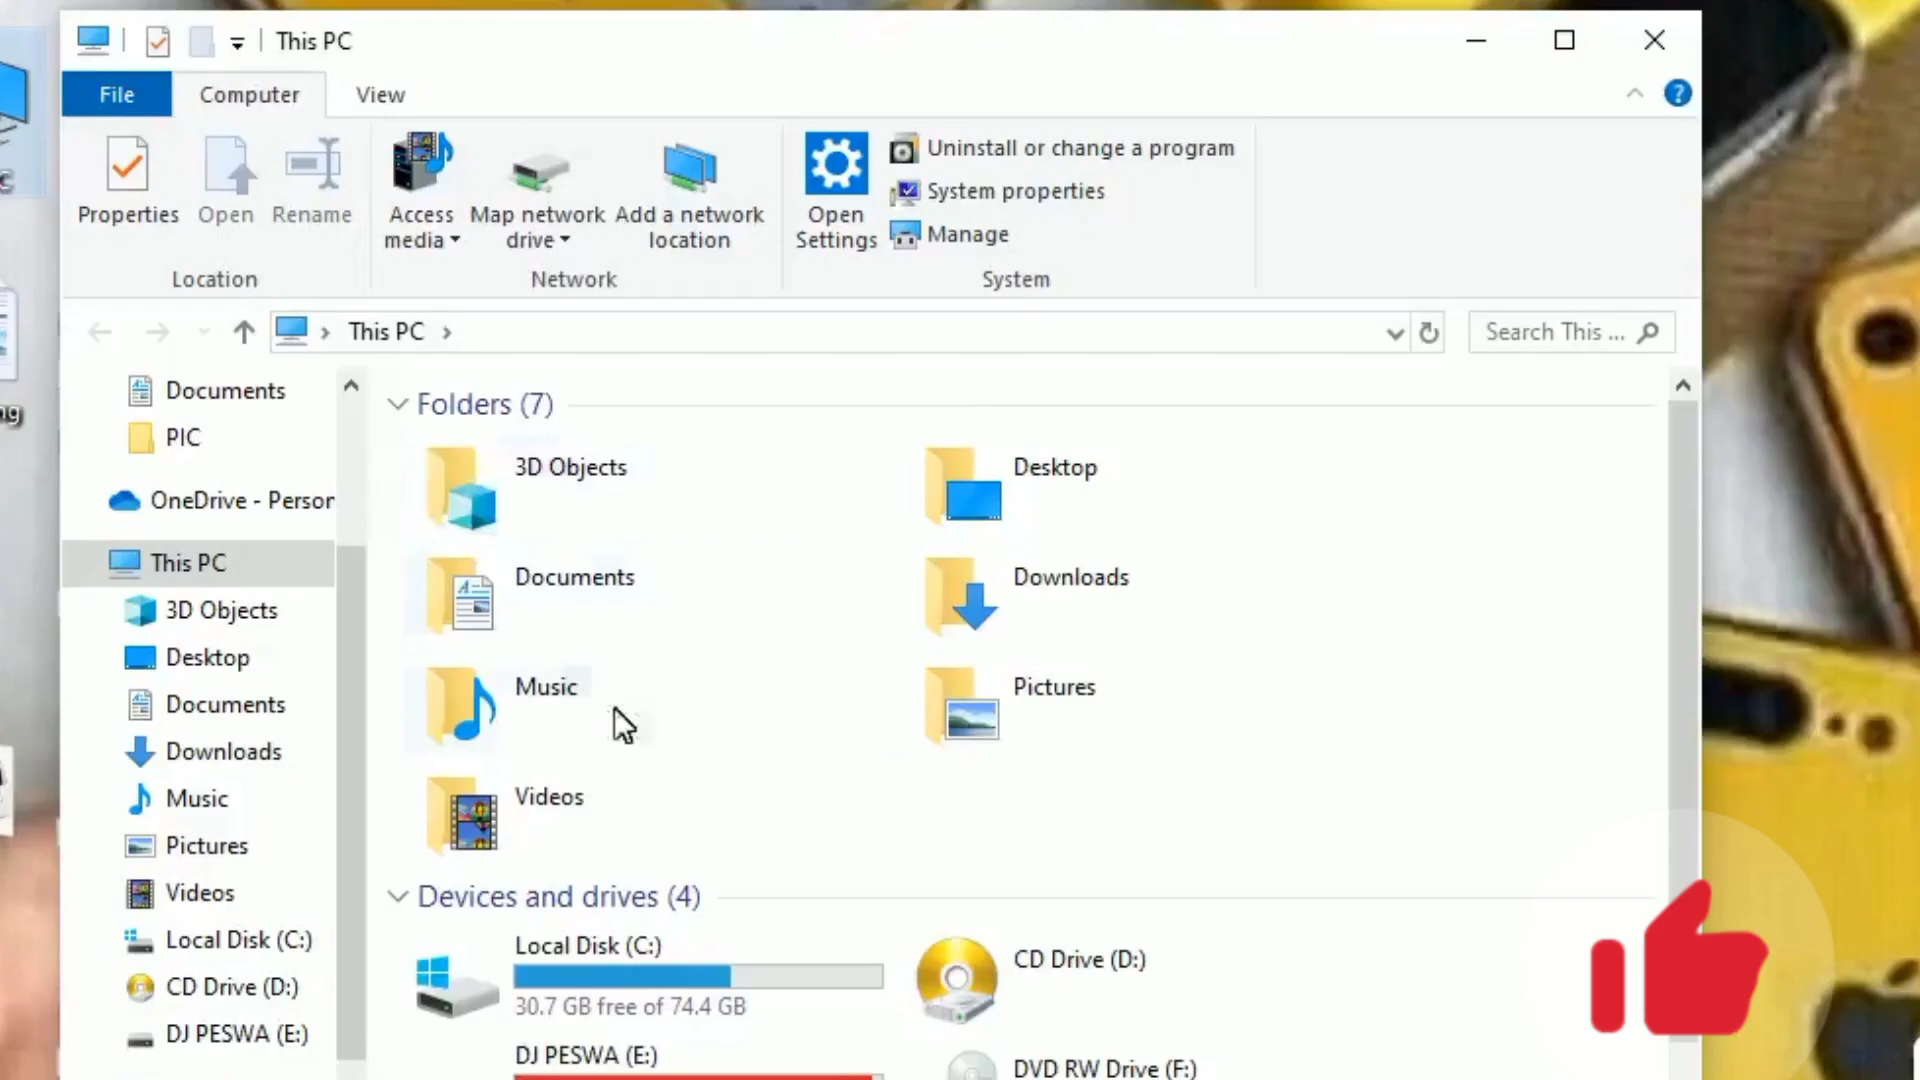 This PC
File
Computer
View
Properties
Open
Rename
Access media
Map network drive
Add a network location
Open Settings
Uninstall or change a program
System properties
Manage
Location
Network
System
This PC
Search This ...
Documents
PIC
OneDrive - Person
This PC
3D Objects
Desktop
Documents
Downloads
Music
Pictures
Videos
Local Disk (C:)
CD Drive (D:)
DJ PESWA (E:)
Folders (7)
3D Objects
Desktop
Documents
Downloads
Music
Pictures
Videos
Devices and drives (4)
Local Disk (C:)
30.7 GB free of 74.4 GB
CD Drive (D:)
DJ PESWA (E:)
DVD RW Drive (F:)